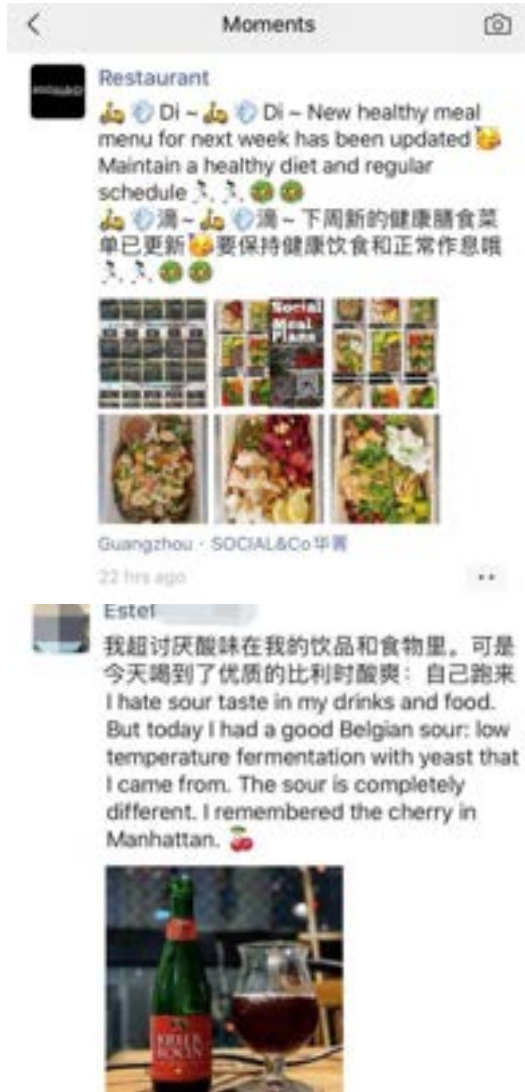 Moments
Restaurant
🛵 💨 Di ~ 🛵 💨 Di ~ New healthy meal
menu for next week has been updated 🥳
Maintain a healthy diet and regular
schedule
🛵 💨 滴 ~ 🛵 💨 滴 ~ 下周新的健康膳食菜
单已更新 🥳 要保持健康饮食和正常作息哦
Social
Meal
Plans
Guangzhou · SOCIAL&Co华菁
22 hrs ago
Estef
我超讨厌酸味在我的饮品和食物里。可是
今天喝到了优质的比利时酸爽：自己跑来
I hate sour taste in my drinks and food.
But today I had a good Belgian sour: low
temperature fermentation with yeast that
I came from. The sour is completely
different. I remembered the cherry in
Manhattan. 🍒